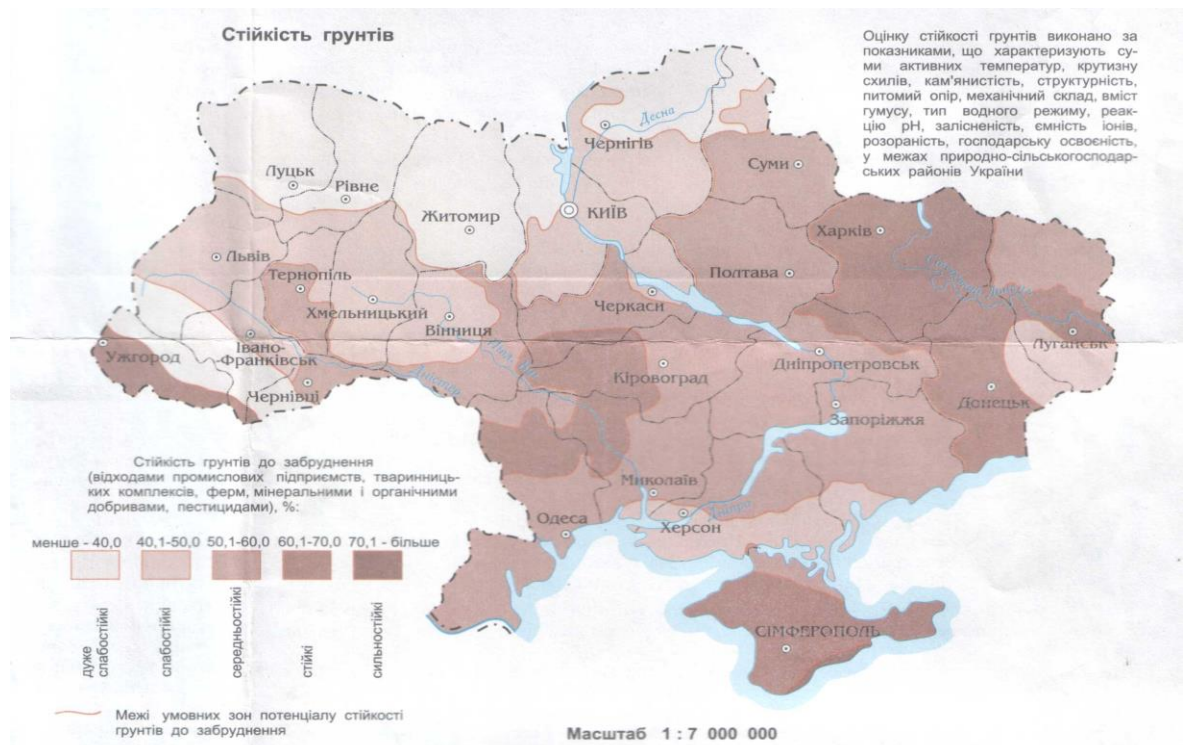 Стійкість грунтів
Оцінку стійкості грунтів виконано за
показниками, що характеризують су-
ми активних температур, крутизну
схилів, кам'янистість, структурність,
питомий опір, механічний склад, вміст
гумусу, тип водного режиму, реак-
цію pH, залісненість, ємність іонів,
розораність, господарську освоєність,
у межах природно-сільськогосподар-
ських районів України
Десна
Чернігів
Суми
Луцьк
Рівне
Житомир
КИЇВ
Харків
Львів
Тернопіль
Полтава
Хмельницький
Черкаси
Вінниця
Луганськ
Ужгород
Івано-
Франківськ
Дніпропетровськ
Кіровоград
Чернівці
Дністер
Донецьк
Запоріжжя
Миколаїв
Дніпро
Херсон
Одеса
СІМФЕРОПОЛЬ
Стійкість грунтів до забруднення
(відходами промислових підприємств, тваринниць-
ких комплексів, ферм, мінеральними і органічними
добривами, пестицидами), %:
менше - 40,0 40,1-50,0 50,1-60,0 60,1-70,0 70,1 - більше
дуже
слабостійкі
слабостійкі
середньостійкі
стійкі
сильностійкі
Межі умовних зон потенціалу стійкості
грунтів до забруднення
Масштаб 1 : 7 000 000